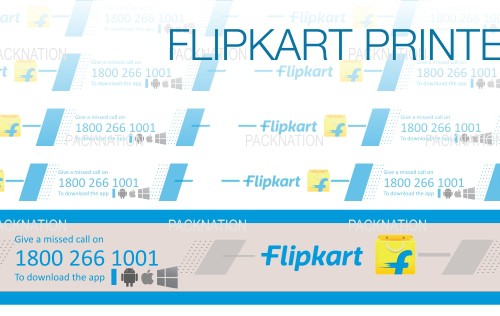 FLIPKART PRINTE
PACKNATION PACKNATION PACKNATION
Give a missed call on
1800 266 1001
To download the app
Flipkart
Give a missed call on
1800 266 1001
To download the app
Flipkart
Give a missed call on
1800 266 1001
To download the app
Flipkart
Give a missed call on
1800 266 1001
To download the app
PACKNATION PACKNATION PACKNATION
Give a missed call on
1800 266 1001
To download the app
Flipkart
Give a missed call on
1800 266 1001
To download the app
ACKNATION PACKNATION PACKNATION
Give a missed call on
1800 266 1001
To download the app
Flipkart